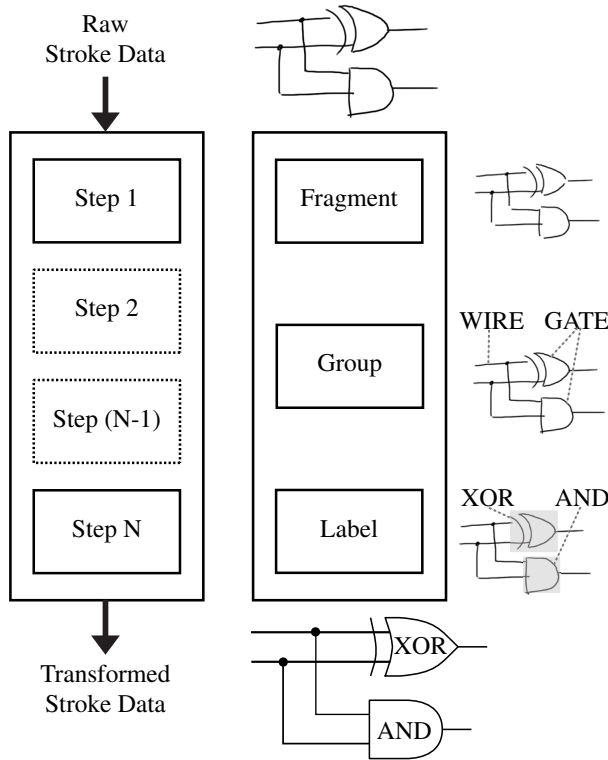 Raw
Stroke Data
Step 1
Step 2
Step (N-1)
Step N
Transformed
Stroke Data
Fragment
Group
Label
WIRE GATE
XOR AND
XOR
AND